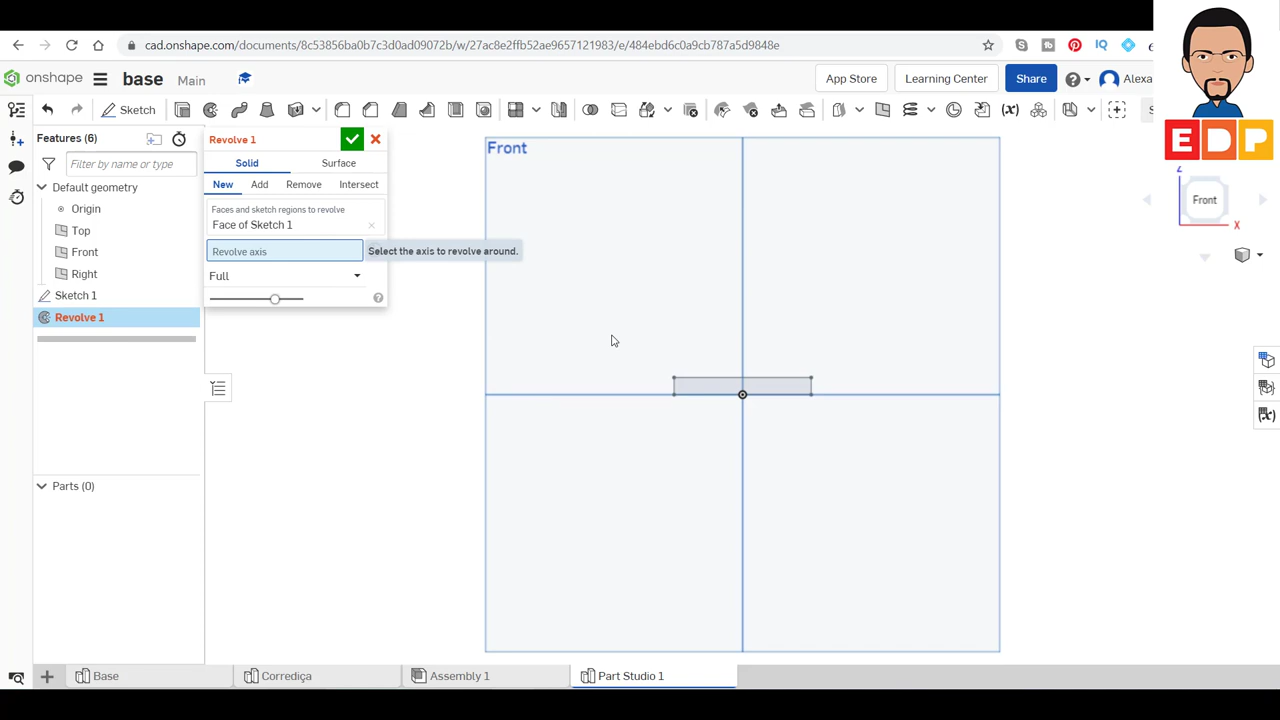 cad.onshape.com/documents/8c53856ba0b7c3d0ad09072b/w/27ac8e2ffb52ae9657121983/e/484ebd6c0a9cb787a5d9848e
IQ
onshape
base
Main
App Store
Learning Center
Share
Alexa
Sketch
EDP
Features (6)
Filter by name or type
Default geometry
Origin
Top
Front
Right
Sketch 1
Revolve 1
Parts (0)
Revolve 1
Solid
Surface
New
Add
Remove
Intersect
Faces and sketch regions to revolve
Face of Sketch 1
Revolve axis
Select the axis to revolve around.
Full
Front
Z
Front
X
Base
Corrediça
Assembly 1
Part Studio 1